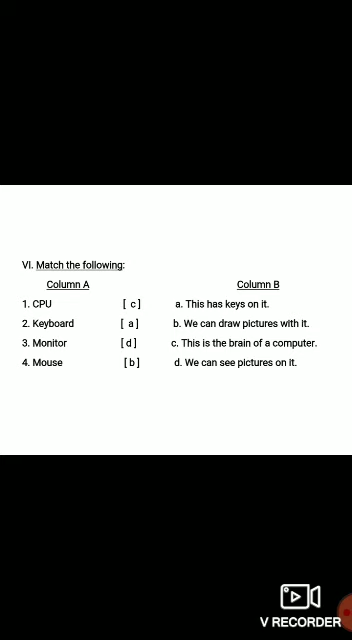 VI. Match the following:
Column A Column B
1. CPU [ c ] a. This has keys on it.
2. Keyboard [ a ] b. We can draw pictures with it.
3. Monitor [ d ] c. This is the brain of a computer.
4. Mouse [ b ] d. We can see pictures on it.
V RECORDER